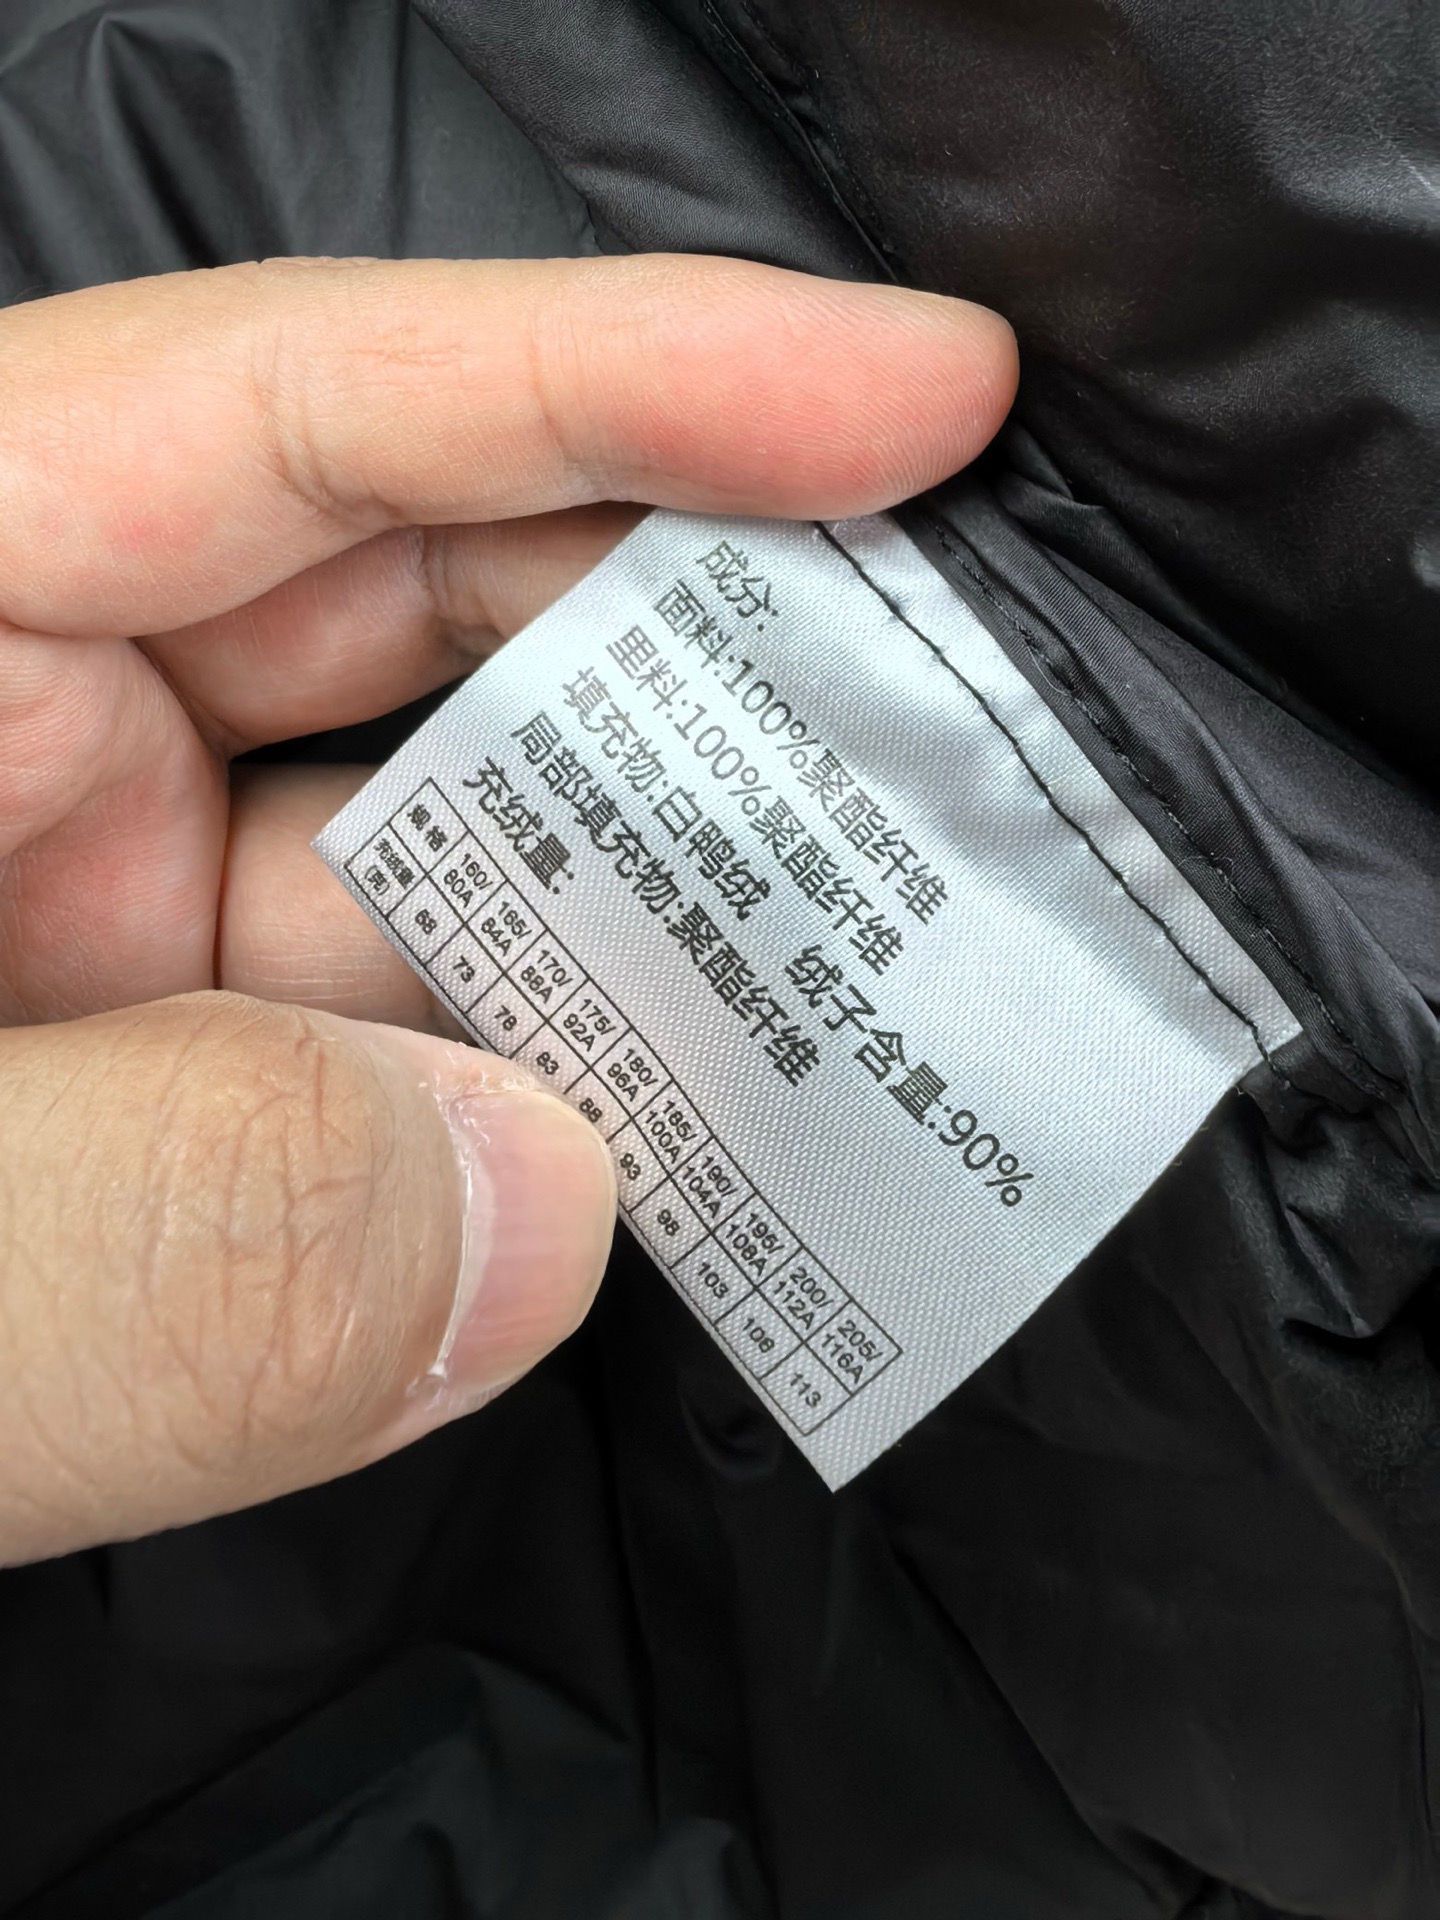 成分:
面料:100%聚酯纤维
里料:100%聚酯纤维
填充物:白鸭绒 绒子含量:90%
局部填充物:聚酯纤维
充绒量:
规格 160/80A 165/84A 170/88A 175/92A 180/96A 185/100A 190/104A 195/108A 200/112A 205/116A
充绒量(克) 68 73 78 83 88 93 98 103 108 113